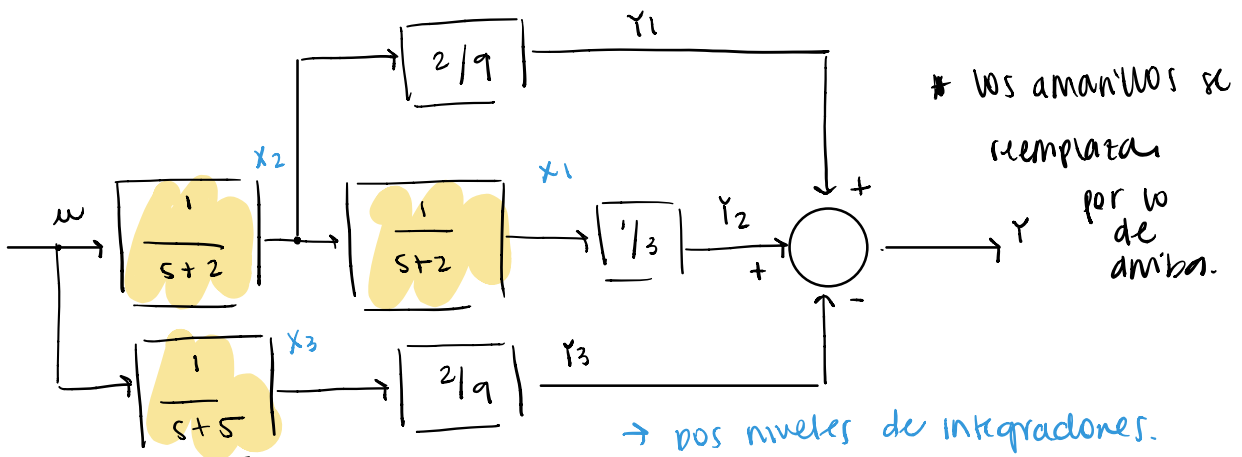 2/9
Y1
* los amarillos se
reemplazan
por lo
de
arriba.
x2
x1
u
1
s+2
1
s+2
1/3
Y2
+
+
-
Y
1
s+5
x3
2/9
Y3
→ Dos niveles de integradores.